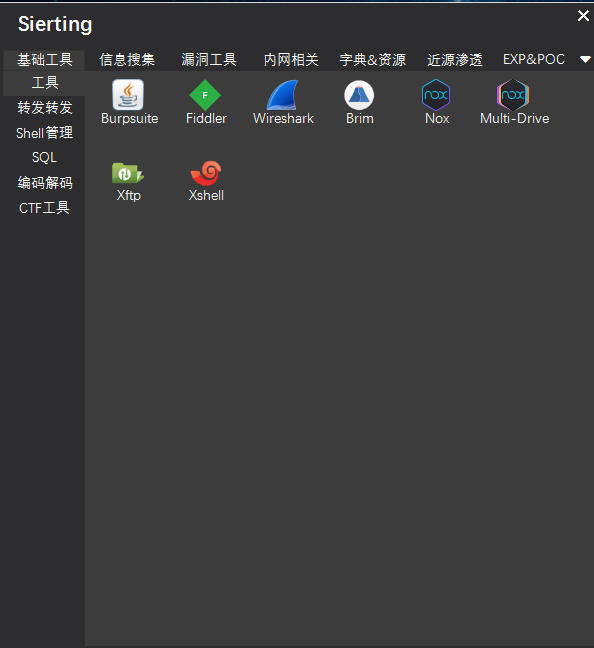 Sierting
基础工具 信息搜集 漏洞工具 内网相关 字典&资源 近源渗透 EXP&POC
工具
转发转发
Shell管理
SQL
编码解码
CTF工具
Burpsuite Fiddler Wireshark Brim Nox Multi-Drive
Xftp Xshell